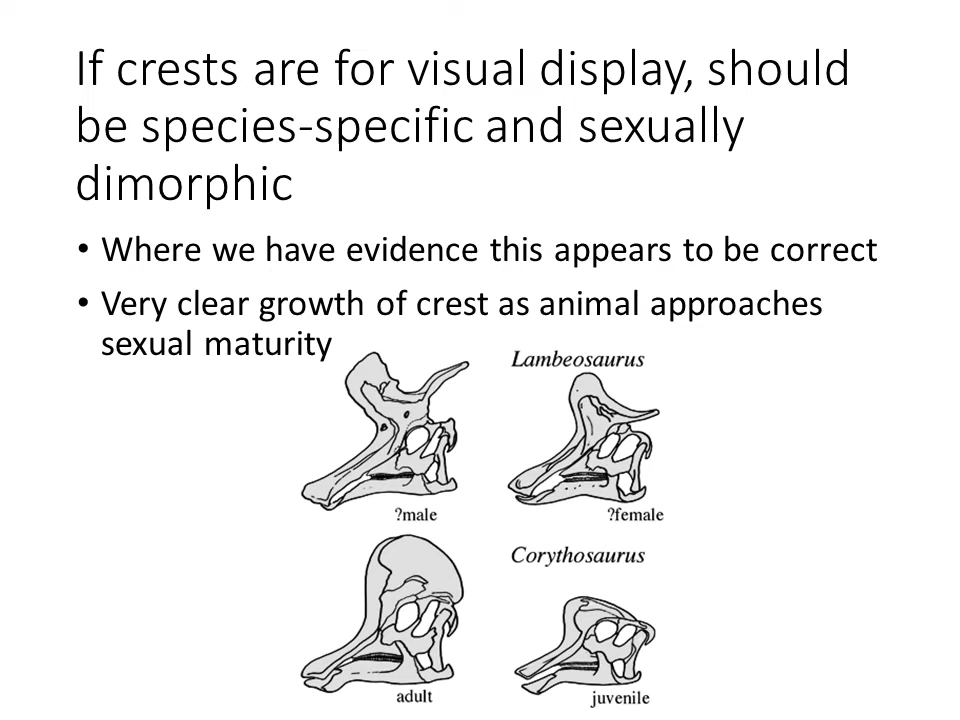 If crests are for visual display, should
be species-specific and sexually
dimorphic
• Where we have evidence this appears to be correct
• Very clear growth of crest as animal approaches
sexual maturity
Lambeosaurus
?male
?female
Corythosaurus
adult
juvenile